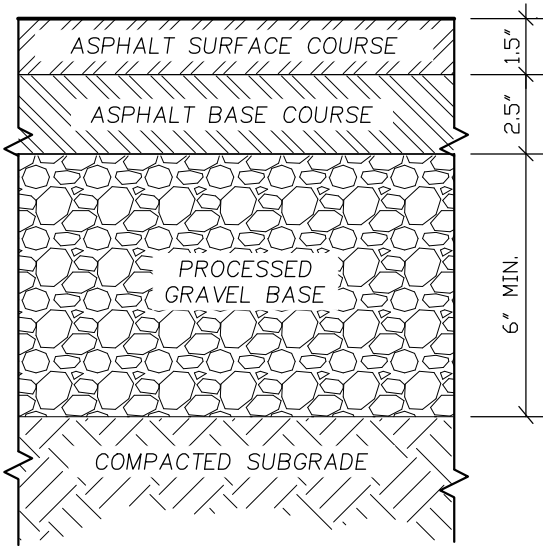 ASPHALT SURFACE COURSE
1.5"
ASPHALT BASE COURSE
2.5"
PROCESSED
GRAVEL BASE
6" MIN.
COMPACTED SUBGRADE